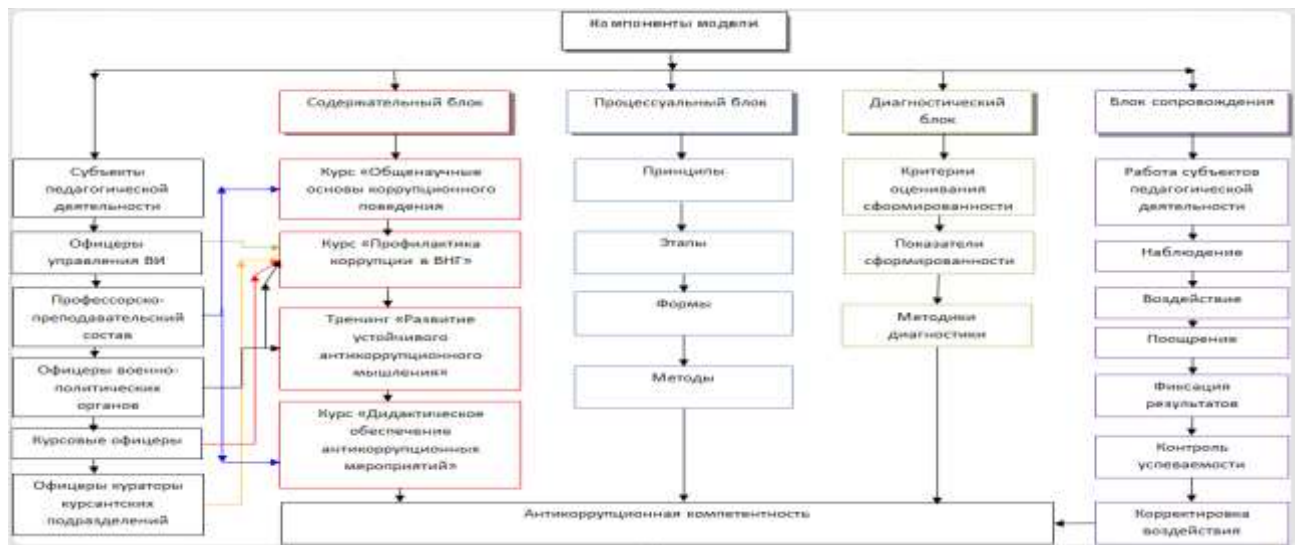 Компоненты модели
Содержательный блок
Процессуальный блок
Диагностический
блок
Блок сопровождения
Субъекты
педагогической
деятельности
Офицеры
управления ВИ
Профессорско-
преподавательский
состав
Офицеры военно-
политических
органов
Курсовые офицеры
Офицеры кураторы
курсантских
подразделений
Курс «Общенаучные
основы коррупционного
поведения
Курс «Профилактика
коррупции в ВНГ»
Тренинг «Развитие
устойчивого
антикоррупционного
мышления»
Курс «Дидактическое
обеспечение
антикоррупционных
мероприятий»
Принципы
Этапы
Формы
Методы
Критерии
оценивания
сформированности
Показатели
сформированности
Методики
диагностики
Работа субъектов
педагогической
деятельности
Наблюдение
Воздействие
Поощрение
Фиксация
результатов
Контроль
успеваемости
Корректировка
воздействия
Антикоррупционная компетентность